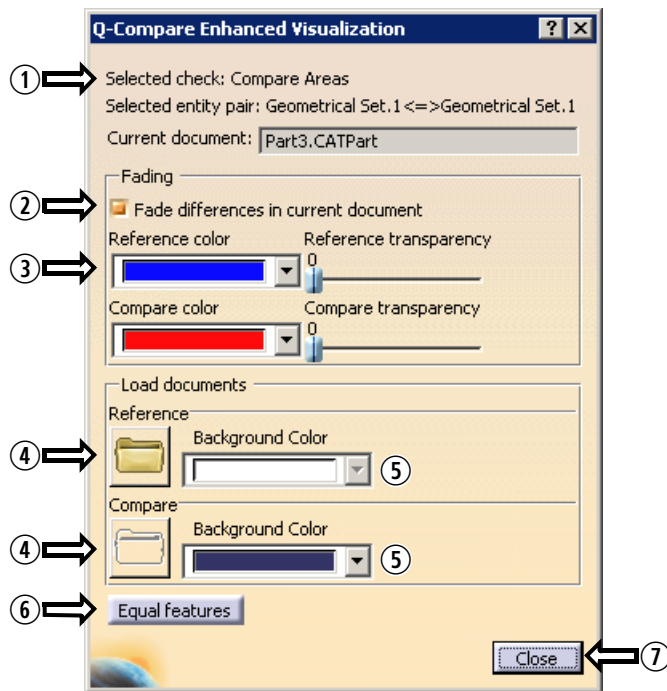 Q-Compare Enhanced Visualization ? X
① Selected check: Compare Areas
Selected entity pair: Geometrical Set.1<=>Geometrical Set.1
Current document: Part3.CATPart
Fading
② Fade differences in current document
Reference color Reference transparency
③ 0
Compare color Compare transparency
0
Load documents
Reference
④ Background Color
⑤
Compare
④ Background Color
⑤
⑥ Equal features
Close ⑦